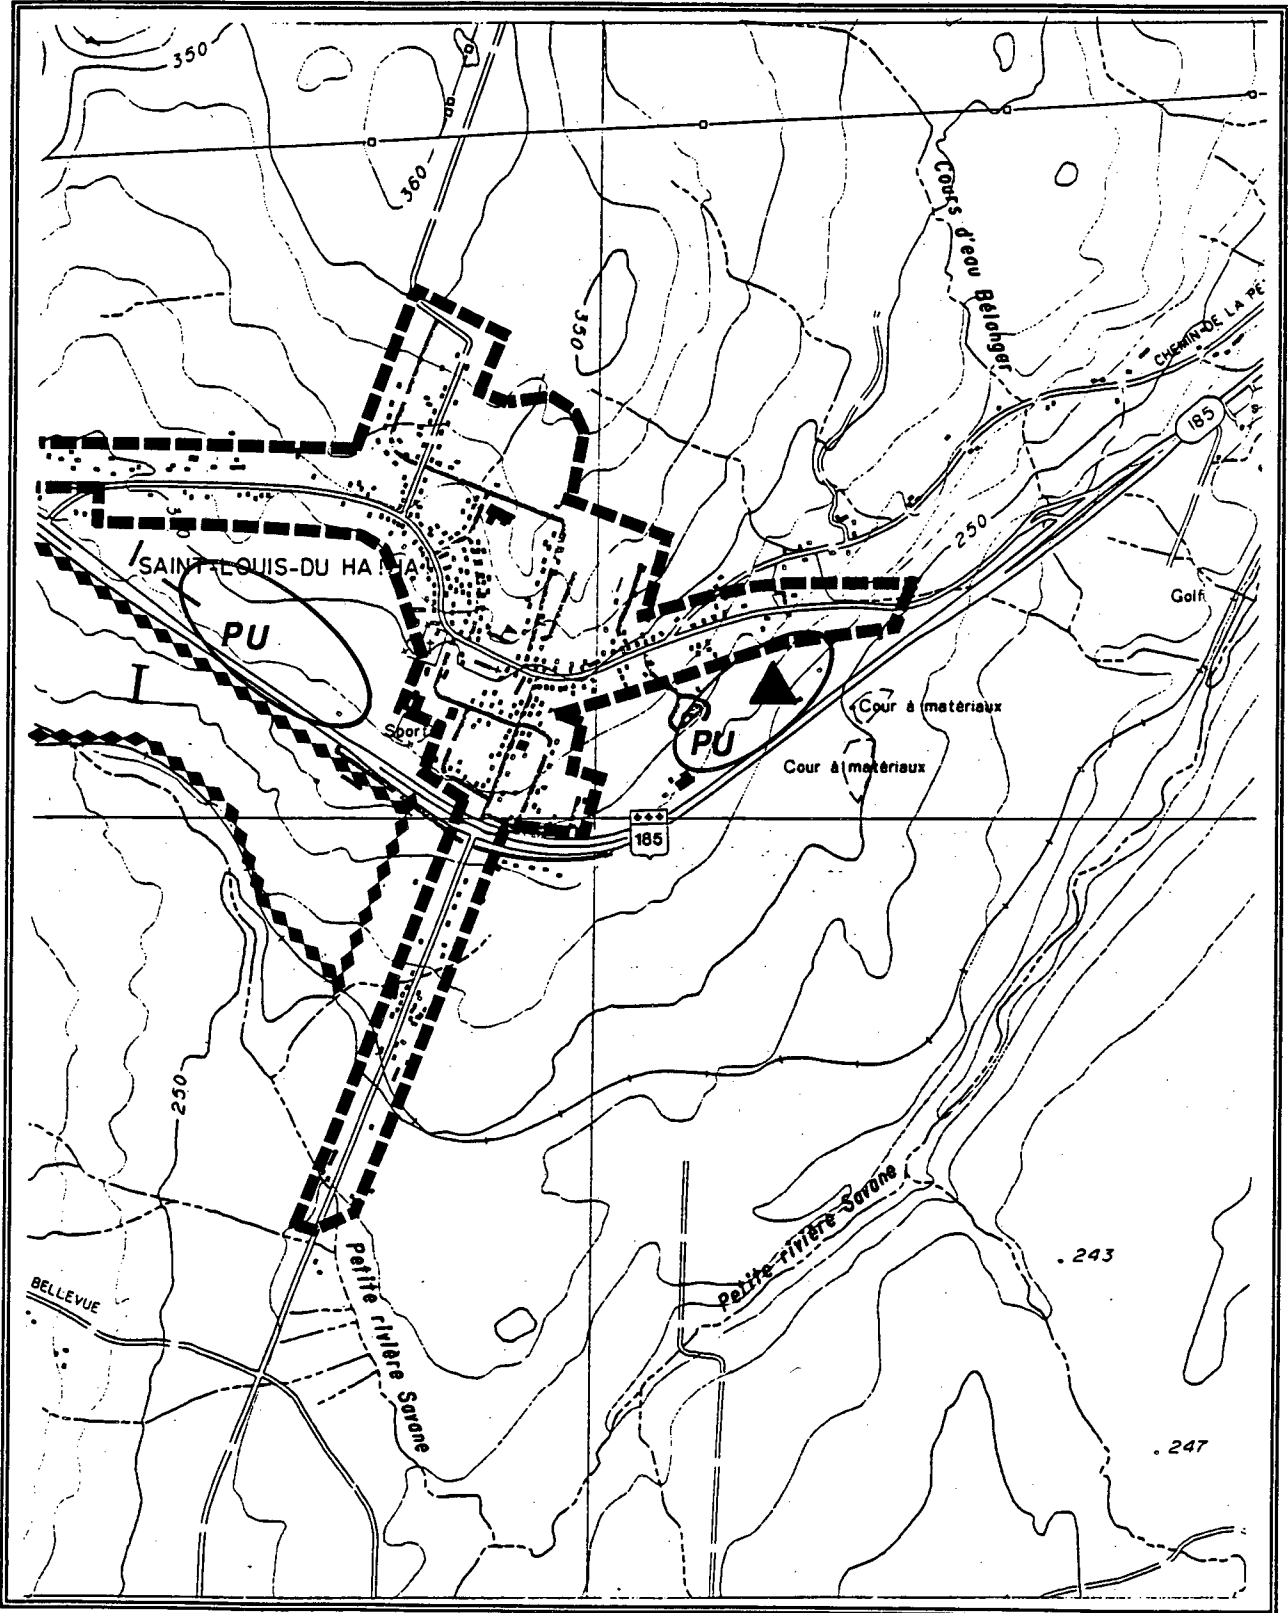 350
360
Cours d'eau Bélanger
350
CHEMIN DE LA PE
185
250
SAINT-LOUIS-DU HA! HA!
Golf
PU
I
Sport
PU
Cour à matériaux
Cour à matériaux
185
250
Petite rivière Savane
243
Petite rivière Savane
BELLEVUE
247